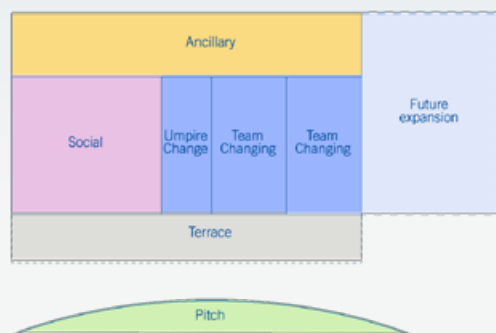 Ancillary
Future
expansion
Social
Umpire
Change
Team
Changing
Team
Changing
Terrace
Pitch